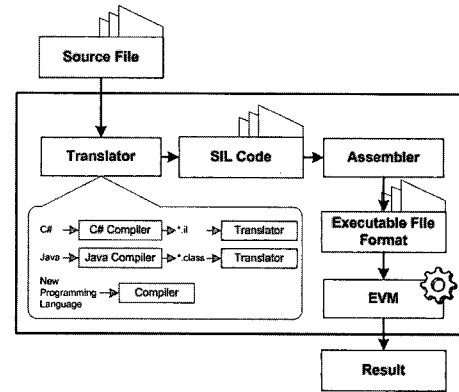 Source File
Translator
SIL Code
Assembler
Executable File
Format
C#
C# Compiler
*.il
Translator
Java
Java Compiler
*.class
Translator
New
Programming
Language
Compiler
EVM
Result